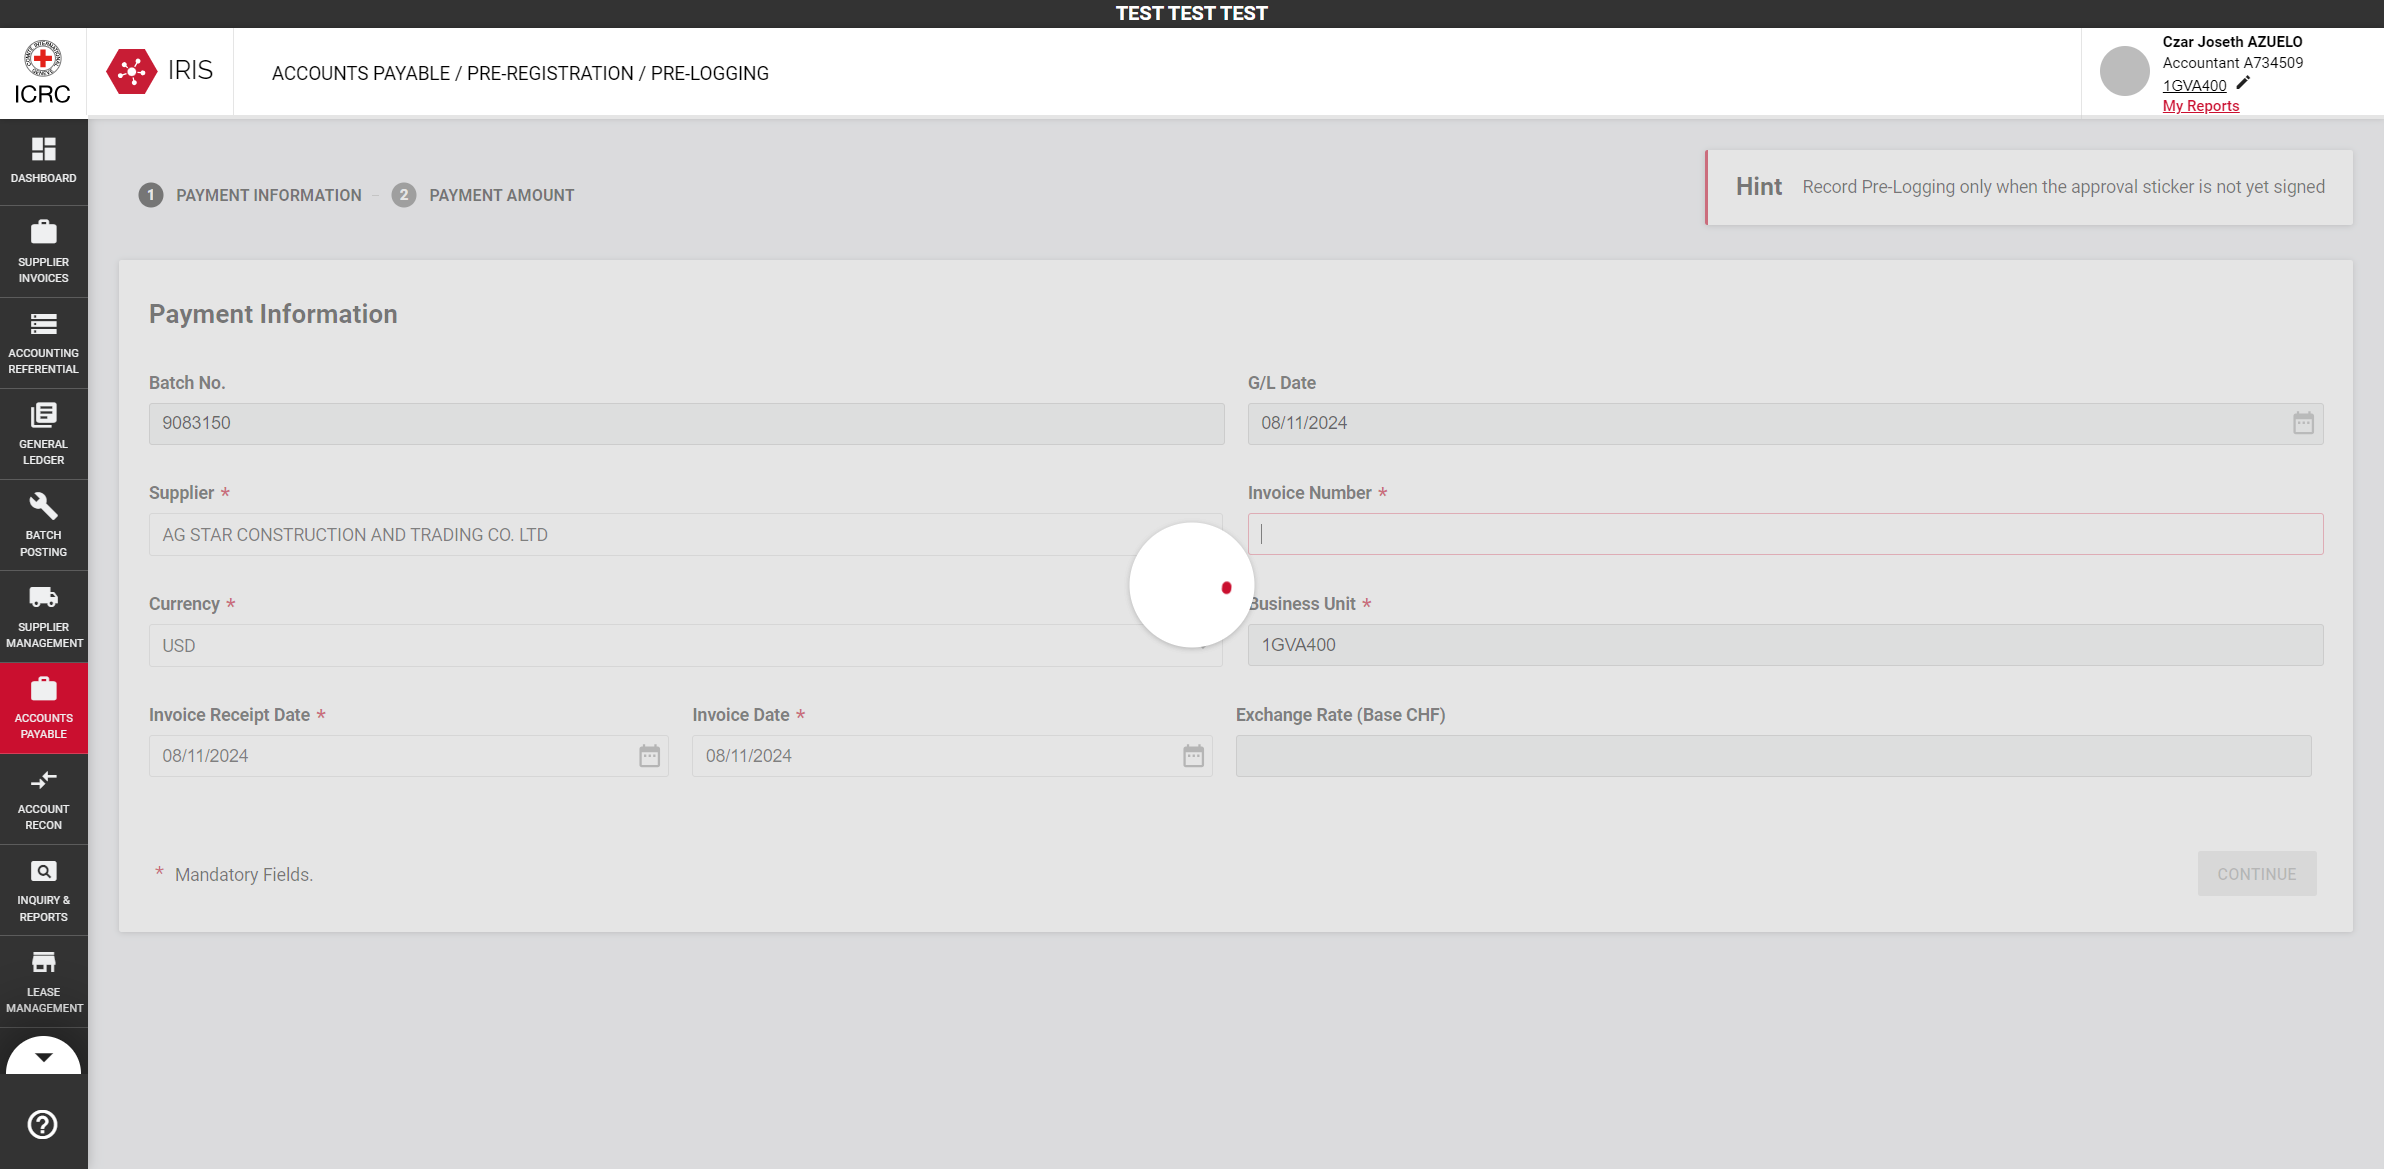 TEST TEST TEST
ICRC
IRIS
ACCOUNTS PAYABLE / PRE-REGISTRATION / PRE-LOGGING
Czar Joseth AZUELO
Accountant A734509
1GVA400
My Reports
DASHBOARD
SUPPLIER
INVOICES
ACCOUNTING
REFERENTIAL
GENERAL
LEDGER
BATCH
POSTING
SUPPLIER
MANAGEMENT
ACCOUNTS
PAYABLE
ACCOUNT
RECON
INQUIRY &
REPORTS
LEASE
MANAGEMENT
1 PAYMENT INFORMATION - 2 PAYMENT AMOUNT
Hint Record Pre-Logging only when the approval sticker is not yet signed
Payment Information
Batch No.
9083150
G/L Date
08/11/2024
Supplier *
AG STAR CONSTRUCTION AND TRADING CO. LTD
Invoice Number *
Currency *
USD
Business Unit *
1GVA400
Invoice Receipt Date *
08/11/2024
Invoice Date *
08/11/2024
Exchange Rate (Base CHF)
* Mandatory Fields.
CONTINUE